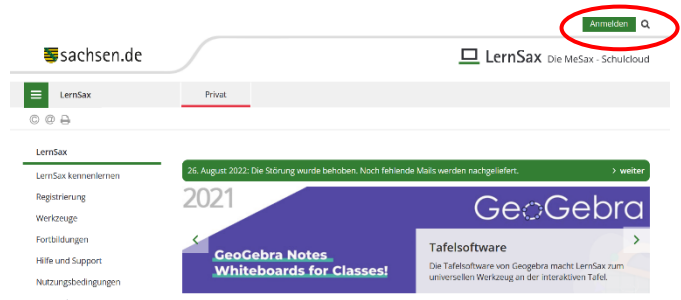 Anmelden
sachsen.de
LernSax Die MeSax - Schulcloud
LernSax
Privat
© @
LernSax
LernSax kennenlernen
Registrierung
Werkzeuge
Fortbildungen
Hilfe und Support
Nutzungsbedingungen
26. August 2022: Die Störung wurde behoben. Noch fehlende Mails werden nachgeliefert.
› weiter
2021
GeoGebra
GeoGebra Notes
Whiteboards for Classes!
Tafelsoftware
Die Tafelsoftware von Geogebra macht LernSax zum
universellen Werkzeug an der interaktiven Tafel.